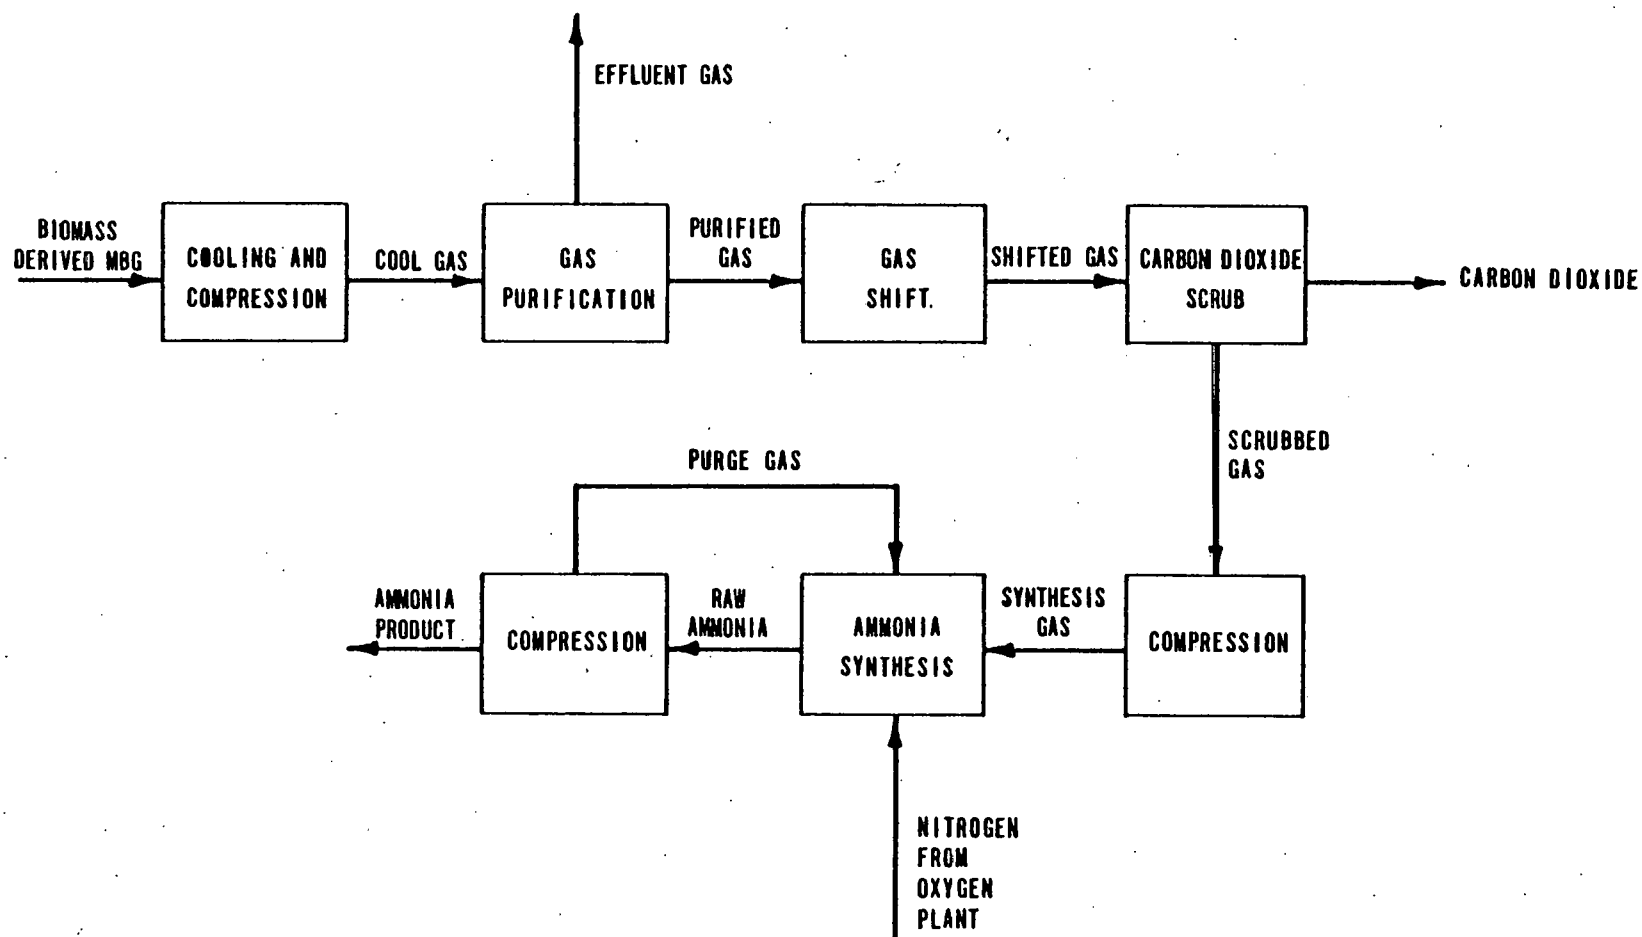 EFFLUENT GAS
BIOMASS
DERIVED MBG
COOLING AND
COMPRESSION
COOL GAS
GAS
PURIFICATION
PURIFIED
GAS
GAS
SHIFT.
SHIFTED GAS
CARBON DIOXIDE
SCRUB
CARBON DIOXIDE
SCRUBBED
GAS
PURGE GAS
AMMONIA
PRODUCT
COMPRESSION
RAW
AMMONIA
AMMONIA
SYNTHESIS
SYNTHESIS
GAS
COMPRESSION
NITROGEN
FROM
OXYGEN
PLANT